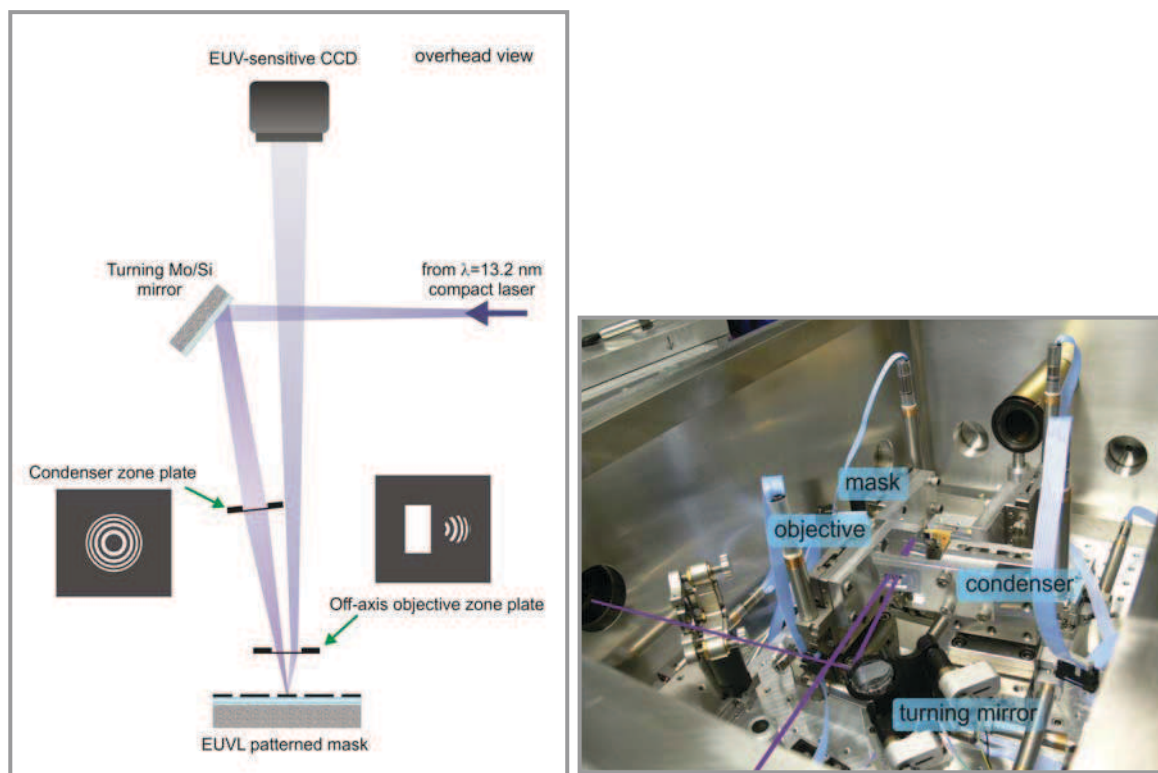 EUV-sensitive CCD
overhead view
Turning Mo/Si
mirror
from λ=13.2 nm
compact laser
Condenser zone plate
Off-axis objective zone plate
EUVL patterned mask
mask
objective
condenser
turning mirror